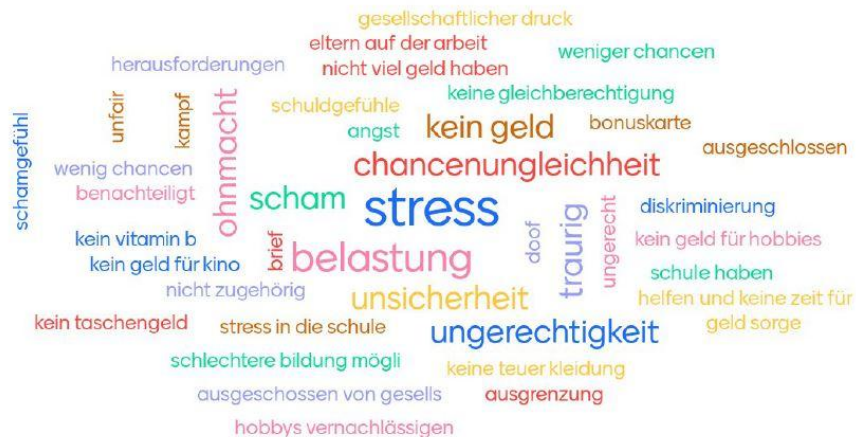 gesellschaftlicher druck
eltern auf der arbeit
weniger chancen
herausforderungen
nicht viel geld haben
keine gleichberechtigung
schuldgefühle
unfair
kampf
ohnmacht
angst
kein geld
bonuskarte
schamgefühl
ausgeschlossen
wenig chancen
chancenungleichheit
benachteiligt
scham
stress
traurig
ungerecht
diskriminierung
kein vitamin b
brief
belastung
doof
kein geld für hobbies
kein geld für kino
schule haben
nicht zugehörig
unsicherheit
helfen und keine zeit für
kein taschengeld
stress in die schule
ungerechtigkeit
geld sorge
schlechtere bildung mögli
keine teuer kleidung
ausgeschossen von gesells
ausgrenzung
hobbys vernachlässigen